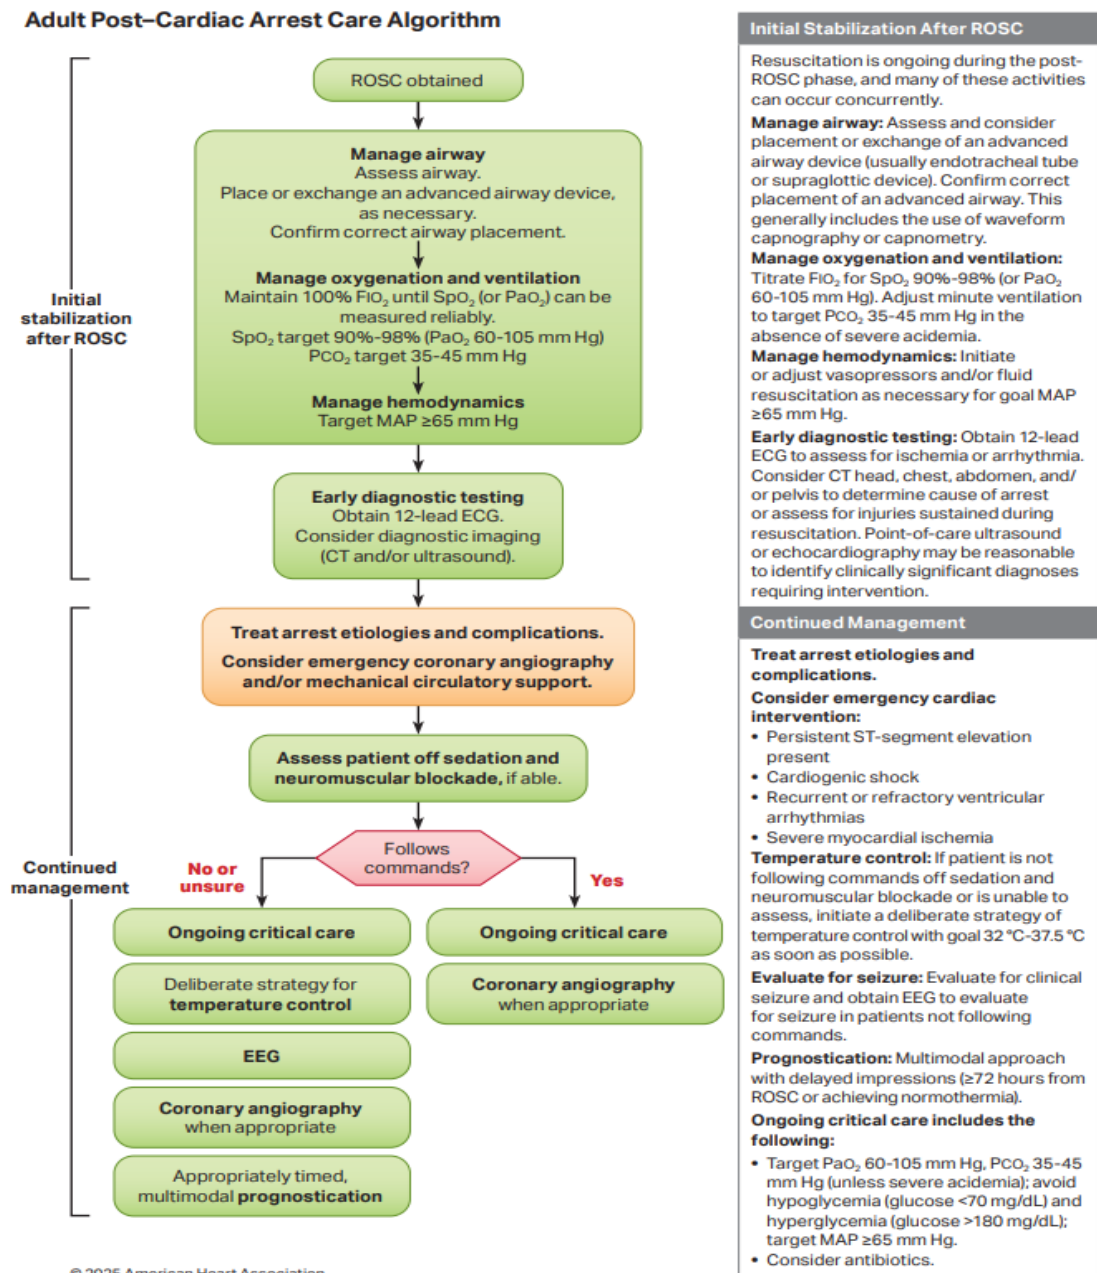 Adult Post–Cardiac Arrest Care Algorithm
Initial
stabilization
after ROSC
ROSC obtained
Manage airway
Assess airway.
Place or exchange an advanced airway device,
as necessary.
Confirm correct airway placement.
Manage oxygenation and ventilation
Maintain 100% FIO₂ until SpO₂ (or PaO₂) can be
measured reliably.
SpO₂ target 90%-98% (PaO₂ 60-105 mm Hg)
PCO₂ target 35-45 mm Hg
Manage hemodynamics
Target MAP ≥65 mm Hg
Early diagnostic testing
Obtain 12-lead ECG.
Consider diagnostic imaging
(CT and/or ultrasound).
Continued
management
Treat arrest etiologies and complications.
Consider emergency coronary angiography
and/or mechanical circulatory support.
Assess patient off sedation and
neuromuscular blockade, if able.
Follows
commands?
No or
unsure
Yes
Ongoing critical care
Deliberate strategy for
temperature control
EEG
Coronary angiography
when appropriate
Appropriately timed,
multimodal prognostication
Ongoing critical care
Coronary angiography
when appropriate
© 2025 American Heart Association
Initial Stabilization After ROSC
Resuscitation is ongoing during the post-
ROSC phase, and many of these activities
can occur concurrently.
Manage airway: Assess and consider
placement or exchange of an advanced
airway device (usually endotracheal tube
or supraglottic device). Confirm correct
placement of an advanced airway. This
generally includes the use of waveform
capnography or capnometry.
Manage oxygenation and ventilation:
Titrate FIO₂ for SpO₂ 90%-98% (or PaO₂
60-105 mm Hg). Adjust minute ventilation
to target PCO₂ 35-45 mm Hg in the
absence of severe acidemia.
Manage hemodynamics: Initiate
or adjust vasopressors and/or fluid
resuscitation as necessary for goal MAP
≥65 mm Hg.
Early diagnostic testing: Obtain 12-lead
ECG to assess for ischemia or arrhythmia.
Consider CT head, chest, abdomen, and/
or pelvis to determine cause of arrest
or assess for injuries sustained during
resuscitation. Point-of-care ultrasound
or echocardiography may be reasonable
to identify clinically significant diagnoses
requiring intervention.
Continued Management
Treat arrest etiologies and
complications.
Consider emergency cardiac
intervention:
• Persistent ST-segment elevation
present
• Cardiogenic shock
• Recurrent or refractory ventricular
arrhythmias
• Severe myocardial ischemia
Temperature control: If patient is not
following commands off sedation and
neuromuscular blockade or is unable to
assess, initiate a deliberate strategy of
temperature control with goal 32 °C-37.5 °C
as soon as possible.
Evaluate for seizure: Evaluate for clinical
seizure and obtain EEG to evaluate
for seizure in patients not following
commands.
Prognostication: Multimodal approach
with delayed impressions (≥72 hours from
ROSC or achieving normothermia).
Ongoing critical care includes the
following:
• Target PaO₂ 60-105 mm Hg, PCO₂ 35-45
mm Hg (unless severe acidemia); avoid
hypoglycemia (glucose <70 mg/dL) and
hyperglycemia (glucose >180 mg/dL);
target MAP ≥65 mm Hg.
• Consider antibiotics.